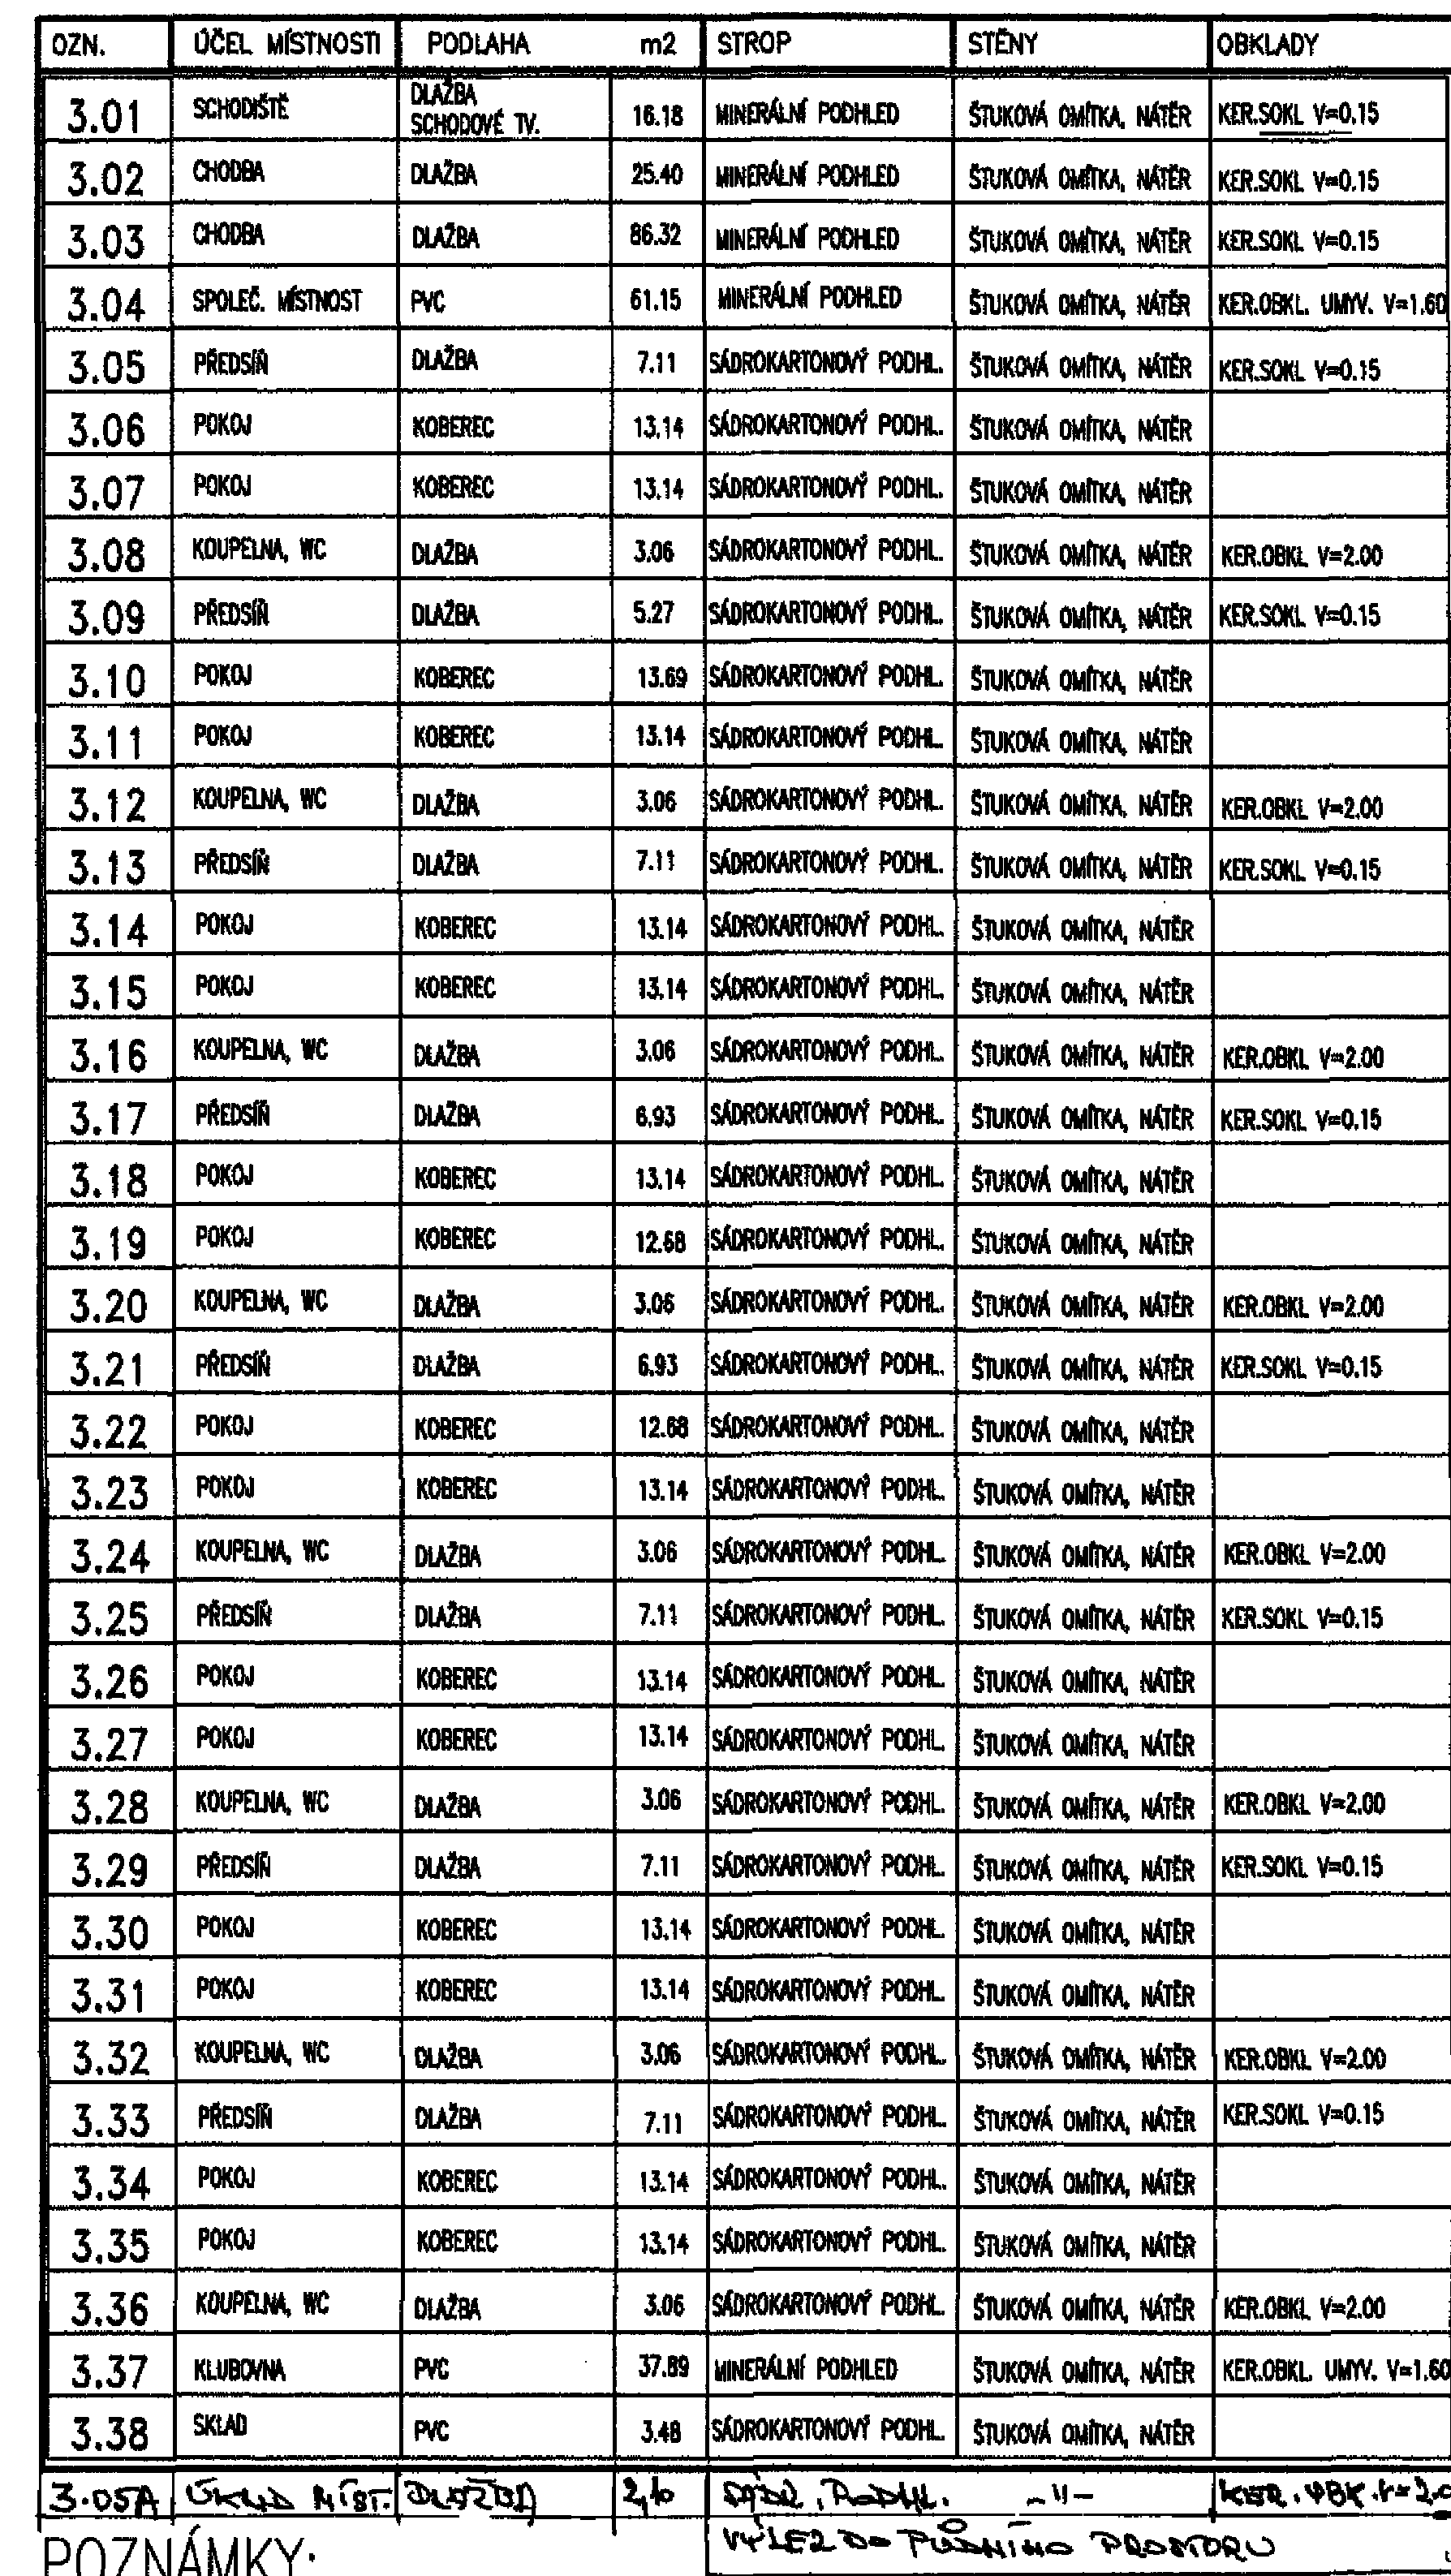 OZN. ÚČEL MÍSTNOSTI PODLAHA m2 STROP STĚNY OBKLADY
3.01 SCHODIŠTĚ DLAŽBA SCHODOVÉ TV. 16.18 MINERÁLNÍ PODHLED ŠTUKOVÁ OMÍTKA, NÁTĚR KER.SOKL V=0.15
3.02 CHODBA DLAŽBA 25.40 MINERÁLNÍ PODHLED ŠTUKOVÁ OMÍTKA, NÁTĚR KER.SOKL V=0.15
3.03 CHODBA DLAŽBA 86.32 MINERÁLNÍ PODHLED ŠTUKOVÁ OMÍTKA, NÁTĚR KER.SOKL V=0.15
3.04 SPOLEČ. MÍSTNOST PVC 61.15 MINERÁLNÍ PODHLED ŠTUKOVÁ OMÍTKA, NÁTĚR KER.OBKL. UMYV. V=1.60
3.05 PŘEDSÍŇ DLAŽBA 7.11 SÁDROKARTONOVÝ PODHL. ŠTUKOVÁ OMÍTKA, NÁTĚR KER.SOKL V=0.15
3.06 POKOJ KOBEREC 13.14 SÁDROKARTONOVÝ PODHL. ŠTUKOVÁ OMÍTKA, NÁTĚR
3.07 POKOJ KOBEREC 13.14 SÁDROKARTONOVÝ PODHL. ŠTUKOVÁ OMÍTKA, NÁTĚR
3.08 KOUPELNA, WC DLAŽBA 3.06 SÁDROKARTONOVÝ PODHL. ŠTUKOVÁ OMÍTKA, NÁTĚR KER.OBKL V=2.00
3.09 PŘEDSÍŇ DLAŽBA 5.27 SÁDROKARTONOVÝ PODHL. ŠTUKOVÁ OMÍTKA, NÁTĚR KER.SOKL V=0.15
3.10 POKOJ KOBEREC 13.69 SÁDROKARTONOVÝ PODHL. ŠTUKOVÁ OMÍTKA, NÁTĚR
3.11 POKOJ KOBEREC 13.14 SÁDROKARTONOVÝ PODHL. ŠTUKOVÁ OMÍTKA, NÁTĚR
3.12 KOUPELNA, WC DLAŽBA 3.06 SÁDROKARTONOVÝ PODHL. ŠTUKOVÁ OMÍTKA, NÁTĚR KER.OBKL V=2.00
3.13 PŘEDSÍŇ DLAŽBA 7.11 SÁDROKARTONOVÝ PODHL. ŠTUKOVÁ OMÍTKA, NÁTĚR KER.SOKL V=0.15
3.14 POKOJ KOBEREC 13.14 SÁDROKARTONOVÝ PODHL. ŠTUKOVÁ OMÍTKA, NÁTĚR
3.15 POKOJ KOBEREC 13.14 SÁDROKARTONOVÝ PODHL. ŠTUKOVÁ OMÍTKA, NÁTĚR
3.16 KOUPELNA, WC DLAŽBA 3.06 SÁDROKARTONOVÝ PODHL. ŠTUKOVÁ OMÍTKA, NÁTĚR KER.OBKL V=2.00
3.17 PŘEDSÍŇ DLAŽBA 6.93 SÁDROKARTONOVÝ PODHL. ŠTUKOVÁ OMÍTKA, NÁTĚR KER.SOKL V=0.15
3.18 POKOJ KOBEREC 13.14 SÁDROKARTONOVÝ PODHL. ŠTUKOVÁ OMÍTKA, NÁTĚR
3.19 POKOJ KOBEREC 12.68 SÁDROKARTONOVÝ PODHL. ŠTUKOVÁ OMÍTKA, NÁTĚR
3.20 KOUPELNA, WC DLAŽBA 3.06 SÁDROKARTONOVÝ PODHL. ŠTUKOVÁ OMÍTKA, NÁTĚR KER.OBKL V=2.00
3.21 PŘEDSÍŇ DLAŽBA 6.93 SÁDROKARTONOVÝ PODHL. ŠTUKOVÁ OMÍTKA, NÁTĚR KER.SOKL V=0.15
3.22 POKOJ KOBEREC 12.68 SÁDROKARTONOVÝ PODHL. ŠTUKOVÁ OMÍTKA, NÁTĚR
3.23 POKOJ KOBEREC 13.14 SÁDROKARTONOVÝ PODHL. ŠTUKOVÁ OMÍTKA, NÁTĚR
3.24 KOUPELNA, WC DLAŽBA 3.06 SÁDROKARTONOVÝ PODHL. ŠTUKOVÁ OMÍTKA, NÁTĚR KER.OBKL V=2.00
3.25 PŘEDSÍŇ DLAŽBA 7.11 SÁDROKARTONOVÝ PODHL. ŠTUKOVÁ OMÍTKA, NÁTĚR KER.SOKL V=0.15
3.26 POKOJ KOBEREC 13.14 SÁDROKARTONOVÝ PODHL. ŠTUKOVÁ OMÍTKA, NÁTĚR
3.27 POKOJ KOBEREC 13.14 SÁDROKARTONOVÝ PODHL. ŠTUKOVÁ OMÍTKA, NÁTĚR
3.28 KOUPELNA, WC DLAŽBA 3.06 SÁDROKARTONOVÝ PODHL. ŠTUKOVÁ OMÍTKA, NÁTĚR KER.OBKL V=2.00
3.29 PŘEDSÍŇ DLAŽBA 7.11 SÁDROKARTONOVÝ PODHL. ŠTUKOVÁ OMÍTKA, NÁTĚR KER.SOKL V=0.15
3.30 POKOJ KOBEREC 13.14 SÁDROKARTONOVÝ PODHL. ŠTUKOVÁ OMÍTKA, NÁTĚR
3.31 POKOJ KOBEREC 13.14 SÁDROKARTONOVÝ PODHL. ŠTUKOVÁ OMÍTKA, NÁTĚR
3.32 KOUPELNA, WC DLAŽBA 3.06 SÁDROKARTONOVÝ PODHL. ŠTUKOVÁ OMÍTKA, NÁTĚR KER.OBKL V=2.00
3.33 PŘEDSÍŇ DLAŽBA 7.11 SÁDROKARTONOVÝ PODHL. ŠTUKOVÁ OMÍTKA, NÁTĚR KER.SOKL V=0.15
3.34 POKOJ KOBEREC 13.14 SÁDROKARTONOVÝ PODHL. ŠTUKOVÁ OMÍTKA, NÁTĚR
3.35 POKOJ KOBEREC 13.14 SÁDROKARTONOVÝ PODHL. ŠTUKOVÁ OMÍTKA, NÁTĚR
3.36 KOUPELNA, WC DLAŽBA 3.06 SÁDROKARTONOVÝ PODHL. ŠTUKOVÁ OMÍTKA, NÁTĚR KER.OBKL V=2.00
3.37 KLUBOVNA PVC 37.89 MINERÁLNÍ PODHLED ŠTUKOVÁ OMÍTKA, NÁTĚR KER.OBKL. UMYV. V=1.60
3.38 SKLAD PVC 3.48 SÁDROKARTONOVÝ PODHL. ŠTUKOVÁ OMÍTKA, NÁTĚR
3.05A ÚKLID MÍST. DLAŽBA SÁDR. PODHL. -"- KER. OBK. V=2.0
VÝLEZ DO PŮDNÍHO PROSTORU
POZNÁMKY: